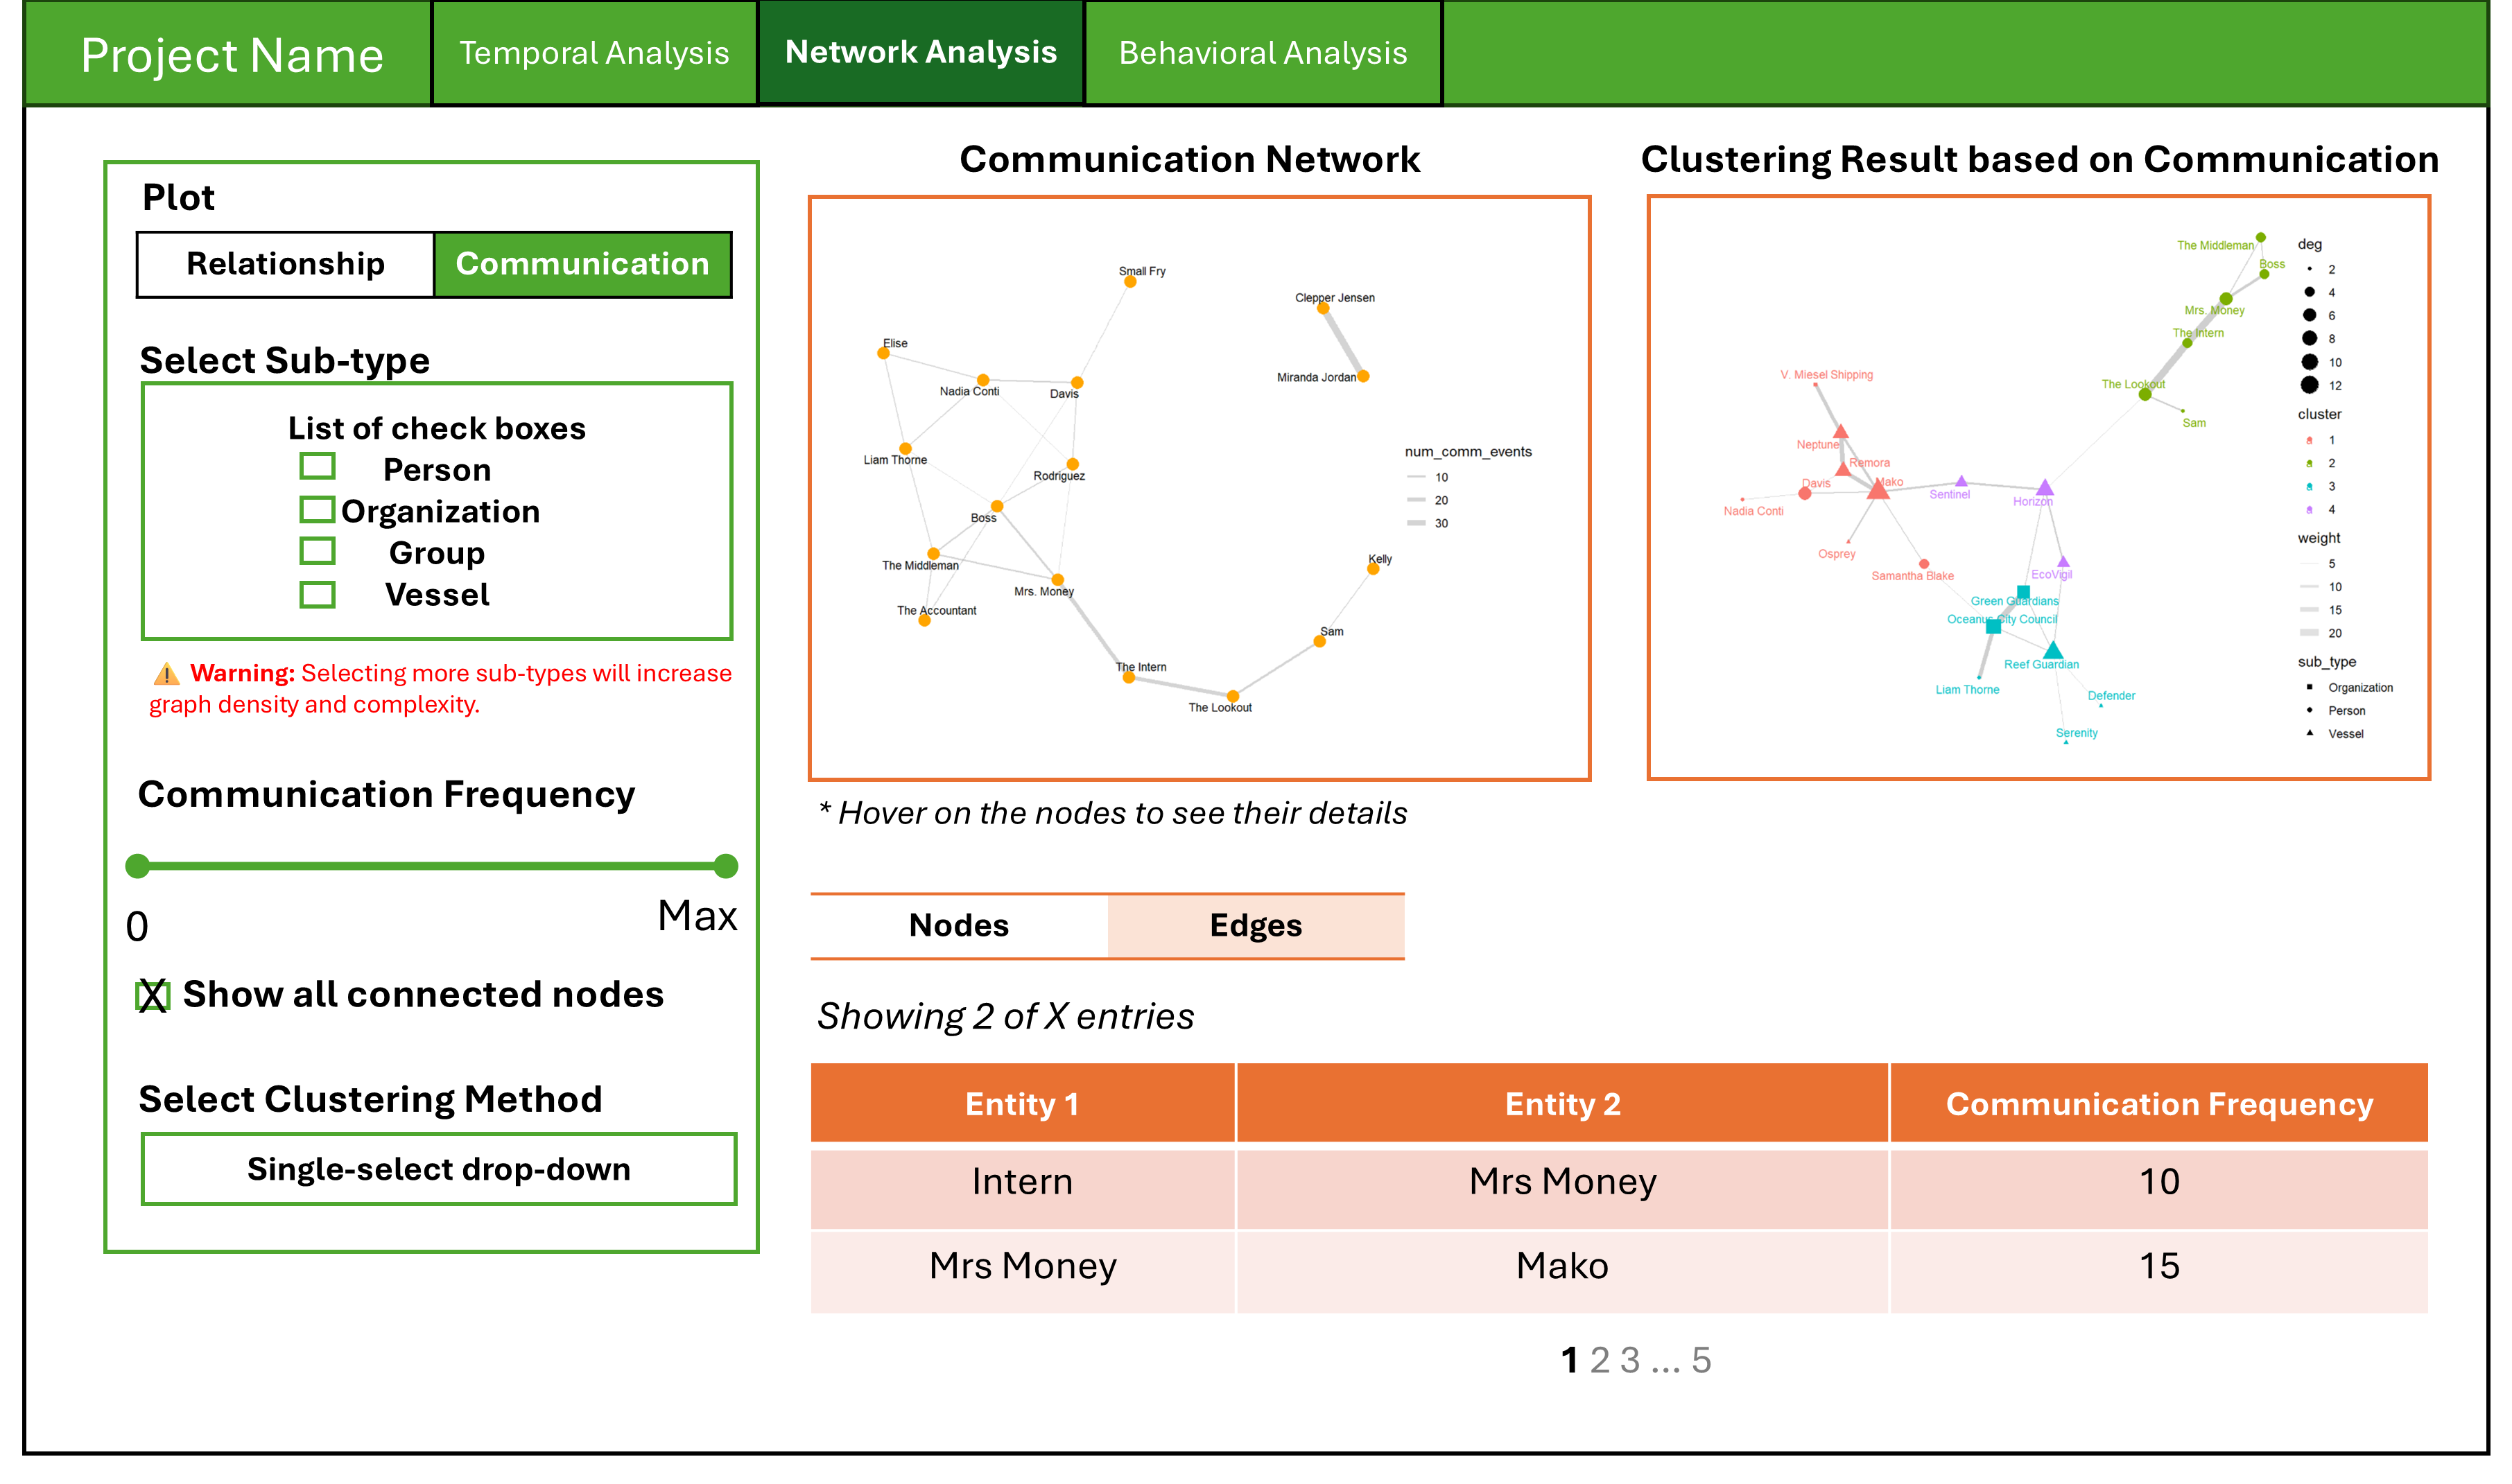 Project Name
Temporal Analysis
Network Analysis
Behavioral Analysis
Plot
Relationship
Communication
Select Sub-type
List of check boxes
Person
Organization
Group
Vessel
⚠ Warning: Selecting more sub-types will increase
graph density and complexity.
Communication Frequency
0
Max
X Show all connected nodes
Select Clustering Method
Single-select drop-down
Communication Network
Small Fry
Clepper Jensen
Elise
Miranda Jordan
Nadia Conti
Davis
Liam Thorne
Rodriguez
num_comm_events
10
20
30
Boss
The Middleman
Kelly
Mrs. Money
The Accountant
Sam
The Intern
The Lookout
* Hover on the nodes to see their details
Clustering Result based on Communication
The Middleman
Boss
Mrs. Money
The Intern
V. Miesel Shipping
The Lookout
Sam
Neptune
Remora
Davis
Mako
Sentinel
Horizon
Nadia Conti
Osprey
Samantha Blake
EcoVigil
Green Guardians
Oceanus City Council
Reef Guardian
Liam Thorne
Defender
Serenity
deg
2
4
6
8
10
12
cluster
a 1
a 2
a 3
a 4
weight
5
10
15
20
sub_type
Organization
Person
Vessel
Nodes
Edges
Showing 2 of X entries
Entity 1
Entity 2
Communication Frequency
Intern
Mrs Money
10
Mrs Money
Mako
15
1 2 3 ... 5